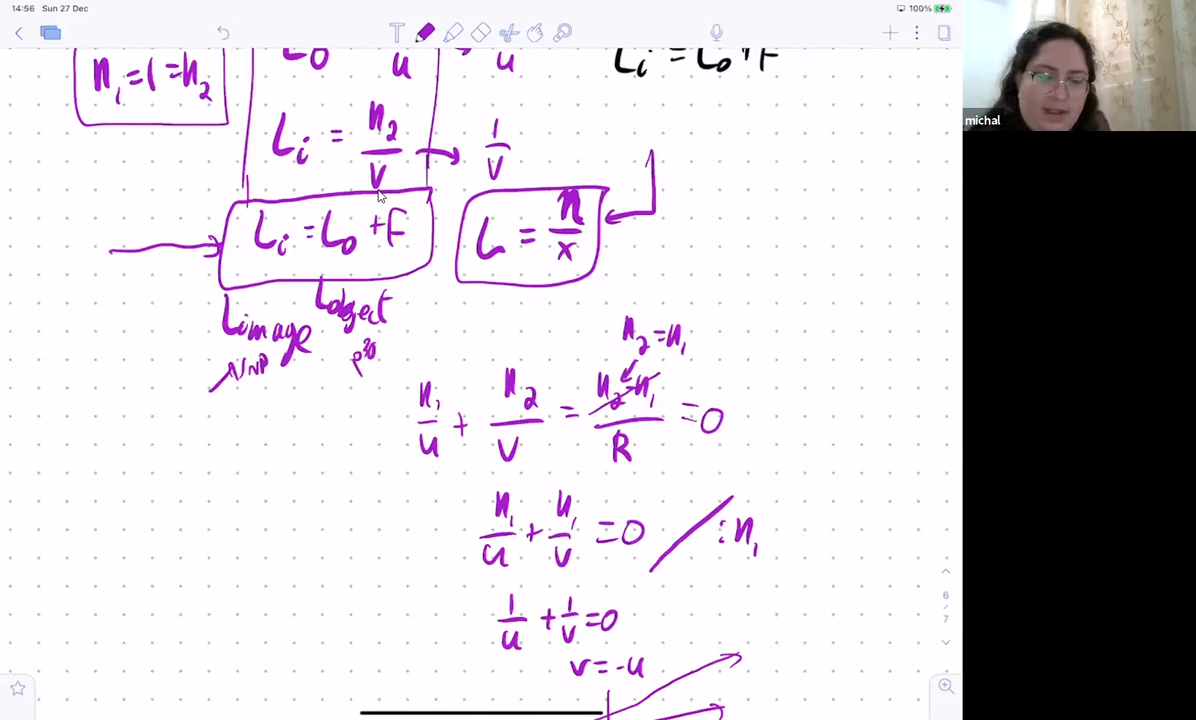 14:56 Sun 27 Dec
100%
n₁ = 1 = n₂
L₀
u
u
Lᵢ = L₀ + F
Lᵢ = n₂/v → 1/v
michal
Lᵢ = L₀ + F
L = n/x
Limage
Lobject
n₂ = n₁
n₁/u + n₂/v = n₂-n₁/R = 0
n₁/u + n₁/v = 0 / : n₁
1/u + 1/v = 0
v = -u
6
/
7